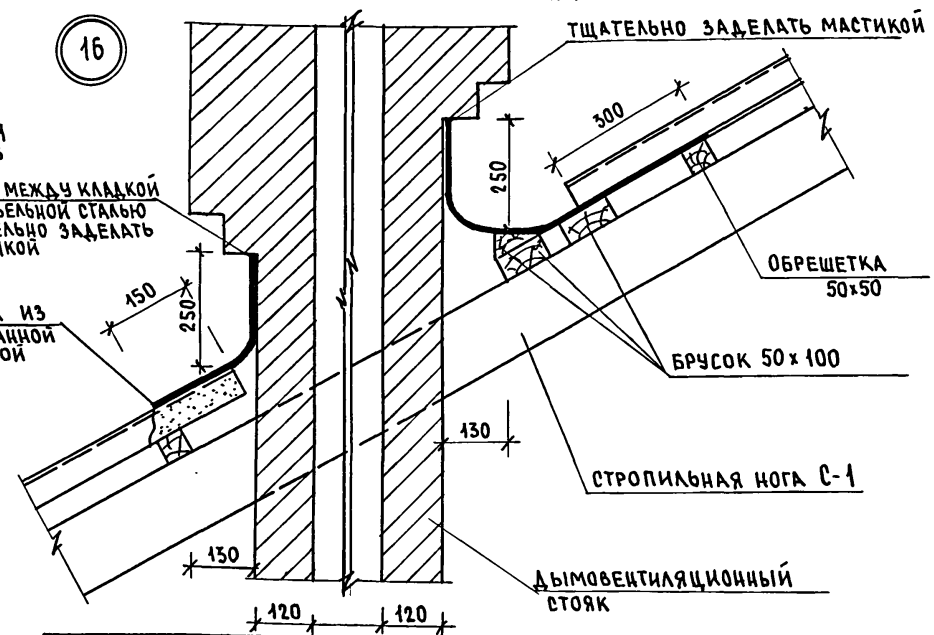 16
ТЩАТЕЛЬНО ЗАДЕЛАТЬ МАСТИКОЙ
300
МЕЖДУ КЛАДКОЙ
СТАЛЬЮ
ЗАДЕЛАТЬ
250
ОБРЕШЕТКА
50х50
150
250
ИЗ
БРУСОК 50 х 100
130
СТРОПИЛЬНАЯ НОГА С-1
130
ДЫМОВЕНТИЛЯЦИОННЫЙ
СТОЯК
120
120